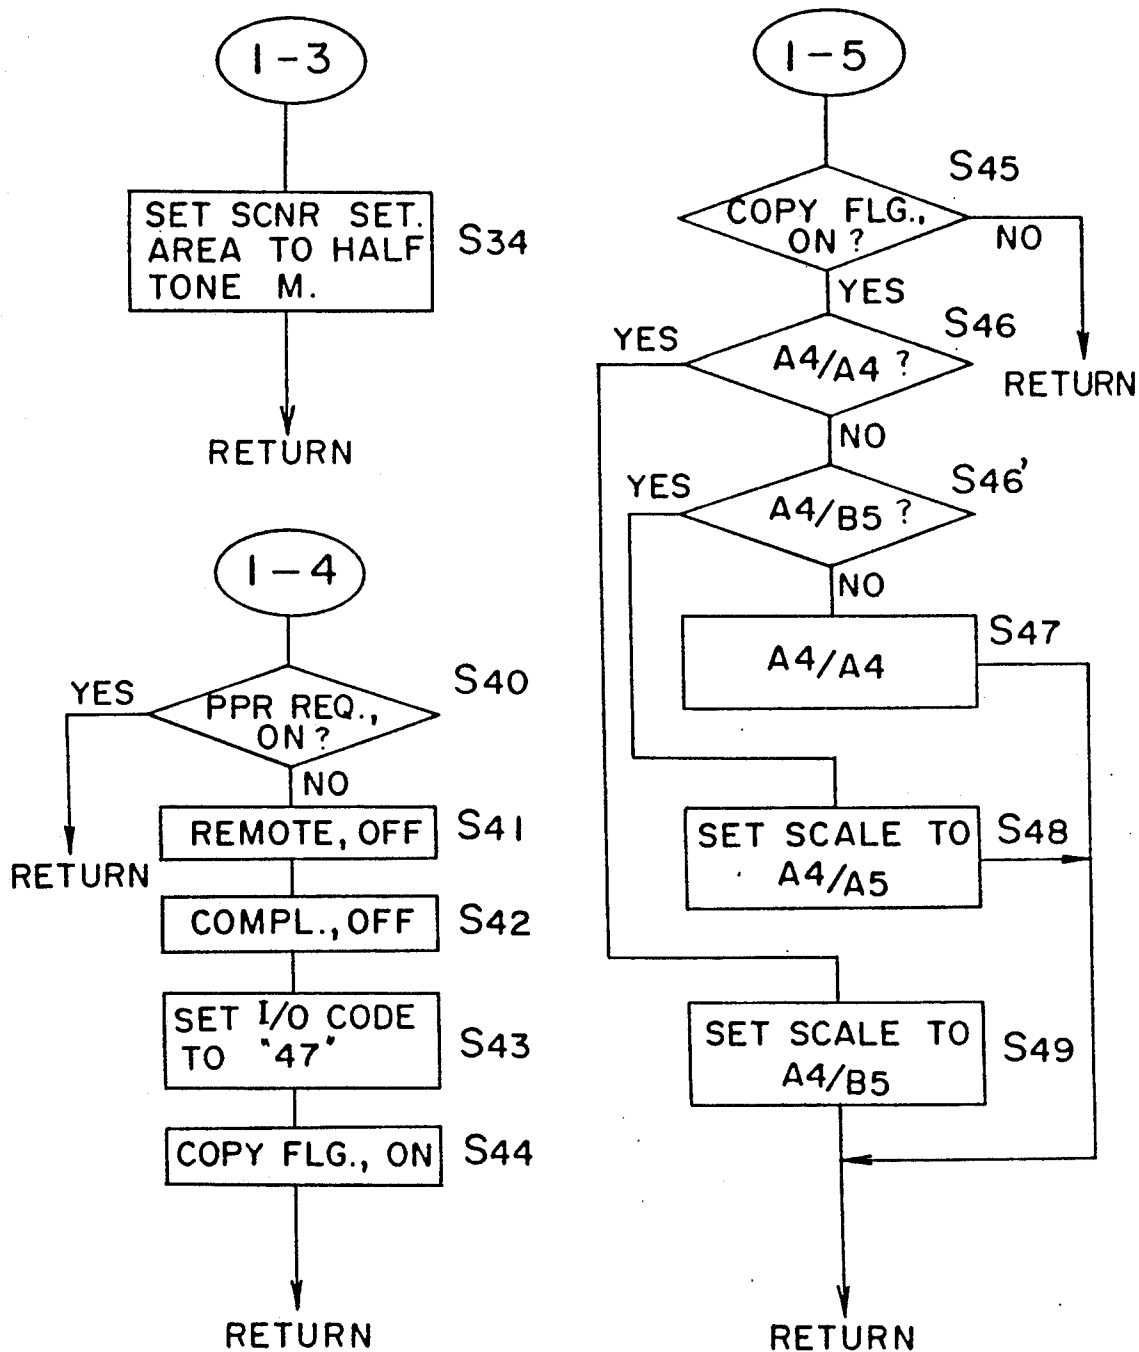 1-3
SET SCNR SET.
AREA TO HALF
TONE M.
S34
RETURN
1-4
PPR REQ.,
ON?
S40
YES
RETURN
NO
REMOTE, OFF
S41
COMPL., OFF
S42
SET I/O CODE
TO "47"
S43
COPY FLG., ON
S44
RETURN
1-5
COPY FLG.,
ON?
S45
NO
RETURN
YES
A4/A4 ?
S46
YES
NO
A4/B5 ?
S46'
YES
NO
A4/A4
S47
SET SCALE TO
A4/A5
S48
SET SCALE TO
A4/B5
S49
RETURN